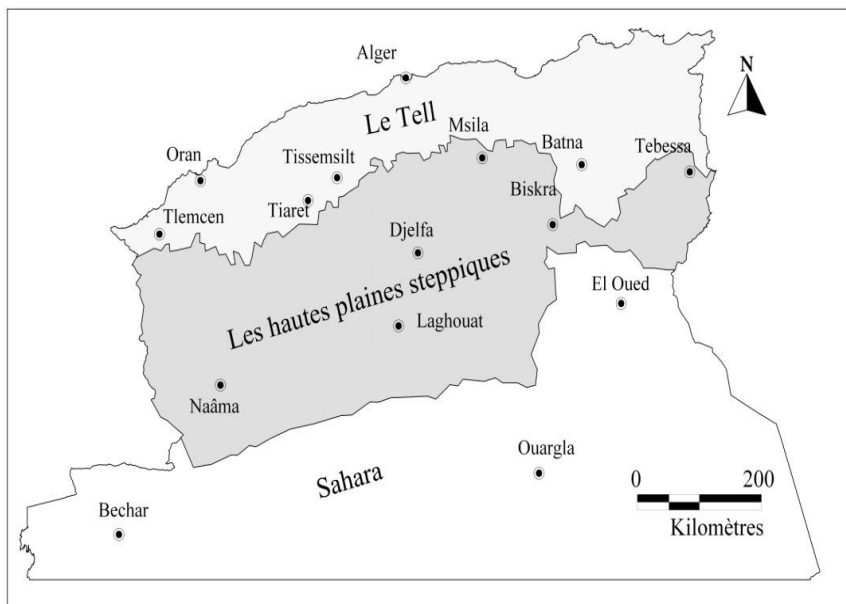 Alger
N
Le Tell
Msila
Batna
Tebessa
Oran
Tissemsilt
Biskra
Tiaret
Tlemcen
Djelfa
Les hautes plaines steppiques
El Oued
Laghouat
Naâma
Ouargla
Sahara
0 200
Kilomètres
Bechar